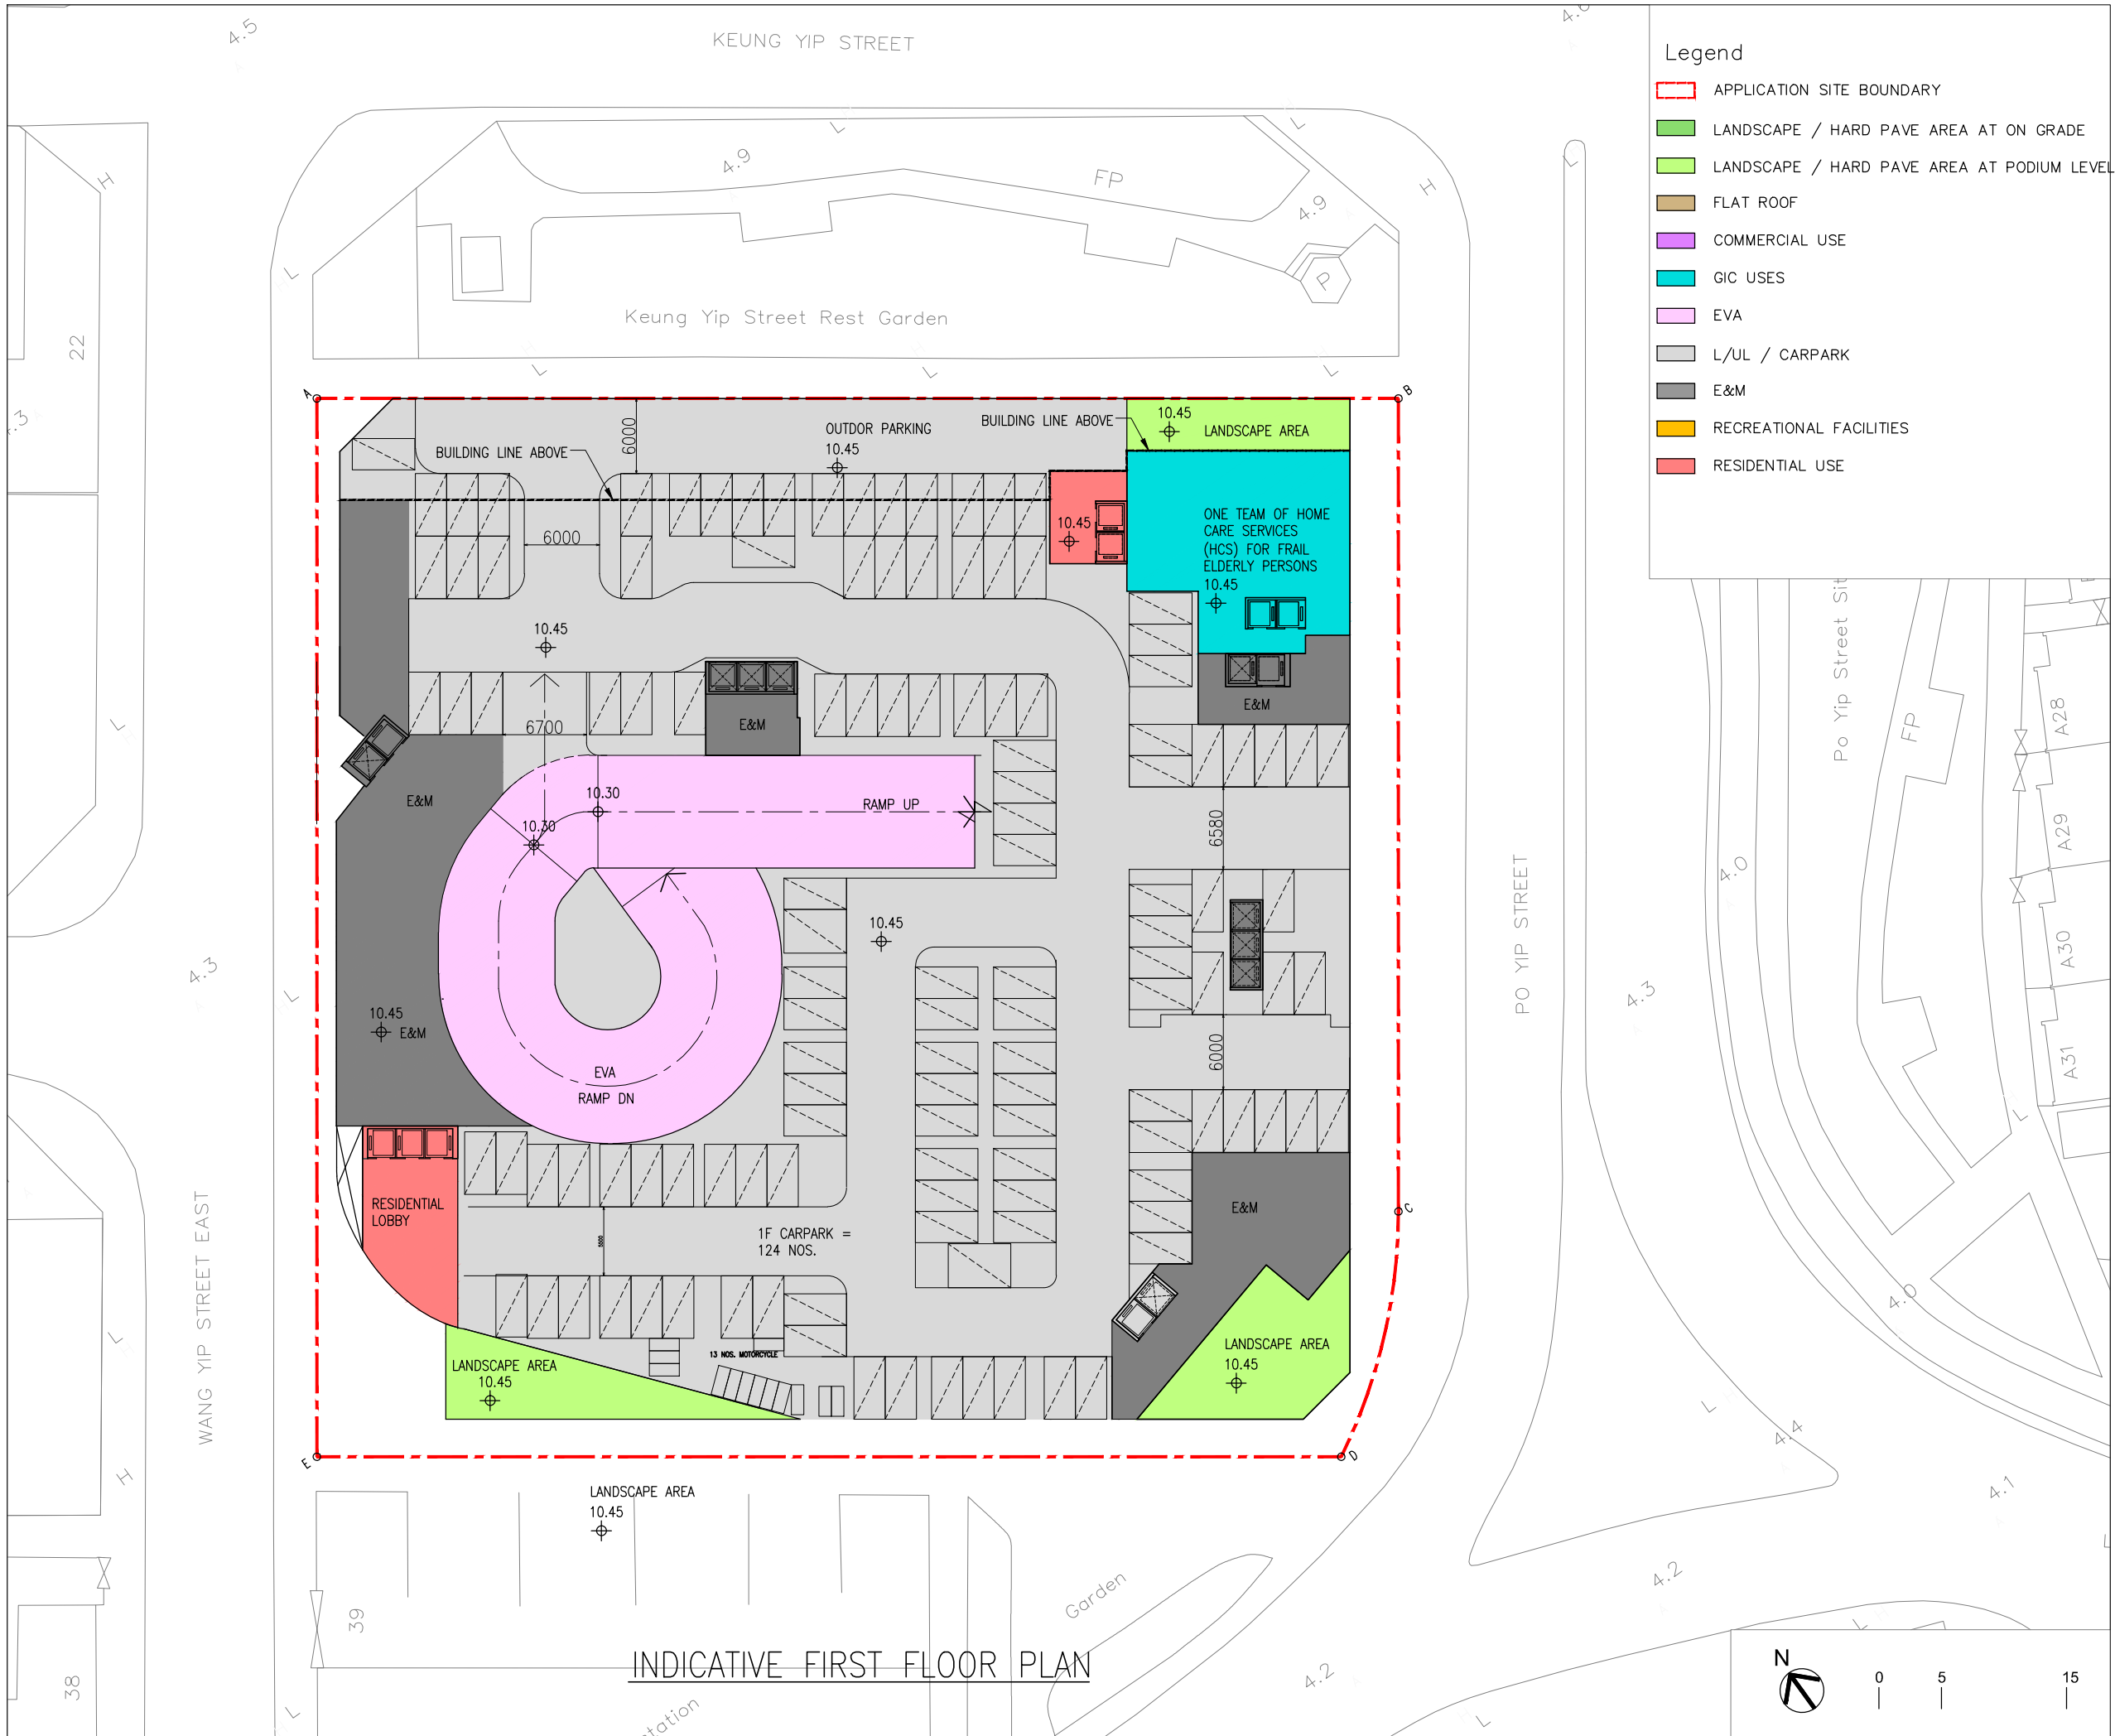 KEUNG YIP STREET
4.5
4.6
Legend
APPLICATION SITE BOUNDARY
LANDSCAPE / HARD PAVE AREA AT ON GRADE
LANDSCAPE / HARD PAVE AREA AT PODIUM LEVEL
FLAT ROOF
COMMERCIAL USE
GIC USES
EVA
L/UL / CARPARK
E&M
RECREATIONAL FACILITIES
RESIDENTIAL USE
H
L
4.9
L
FP
4.9
L
H
P
L
22
Keung Yip Street Rest Garden
L
L
L
L
A
B
.3
BUILDING LINE ABOVE
6000
OUTDOR PARKING
10.45
BUILDING LINE ABOVE
10.45
LANDSCAPE AREA
6000
10.45
ONE TEAM OF HOME
CARE SERVICES
(HCS) FOR FRAIL
ELDERLY PERSONS
10.45
10.45
E&M
E&M
6700
E&M
10.30
10.30
RAMP UP
6580
10.45
10.45
E&M
EVA
RAMP DN
6000
RESIDENTIAL
LOBBY
1F CARPARK =
124 NOS.
E&M
C
13 NOS. MOTORCYCLE
LANDSCAPE AREA
10.45
LANDSCAPE AREA
10.45
E
D
LANDSCAPE AREA
10.45
L
4.3
L
WANG YIP STREET EAST
L
H
PO YIP STREET
Po Yip Street Sit
FP
A28
A29
A30
A31
4.0
4.3
L
4.0
L
4.4
4.1
L
4.2
L
4.2
L
39
38
L
Garden
tation
INDICATIVE FIRST FLOOR PLAN
N
0 5 15